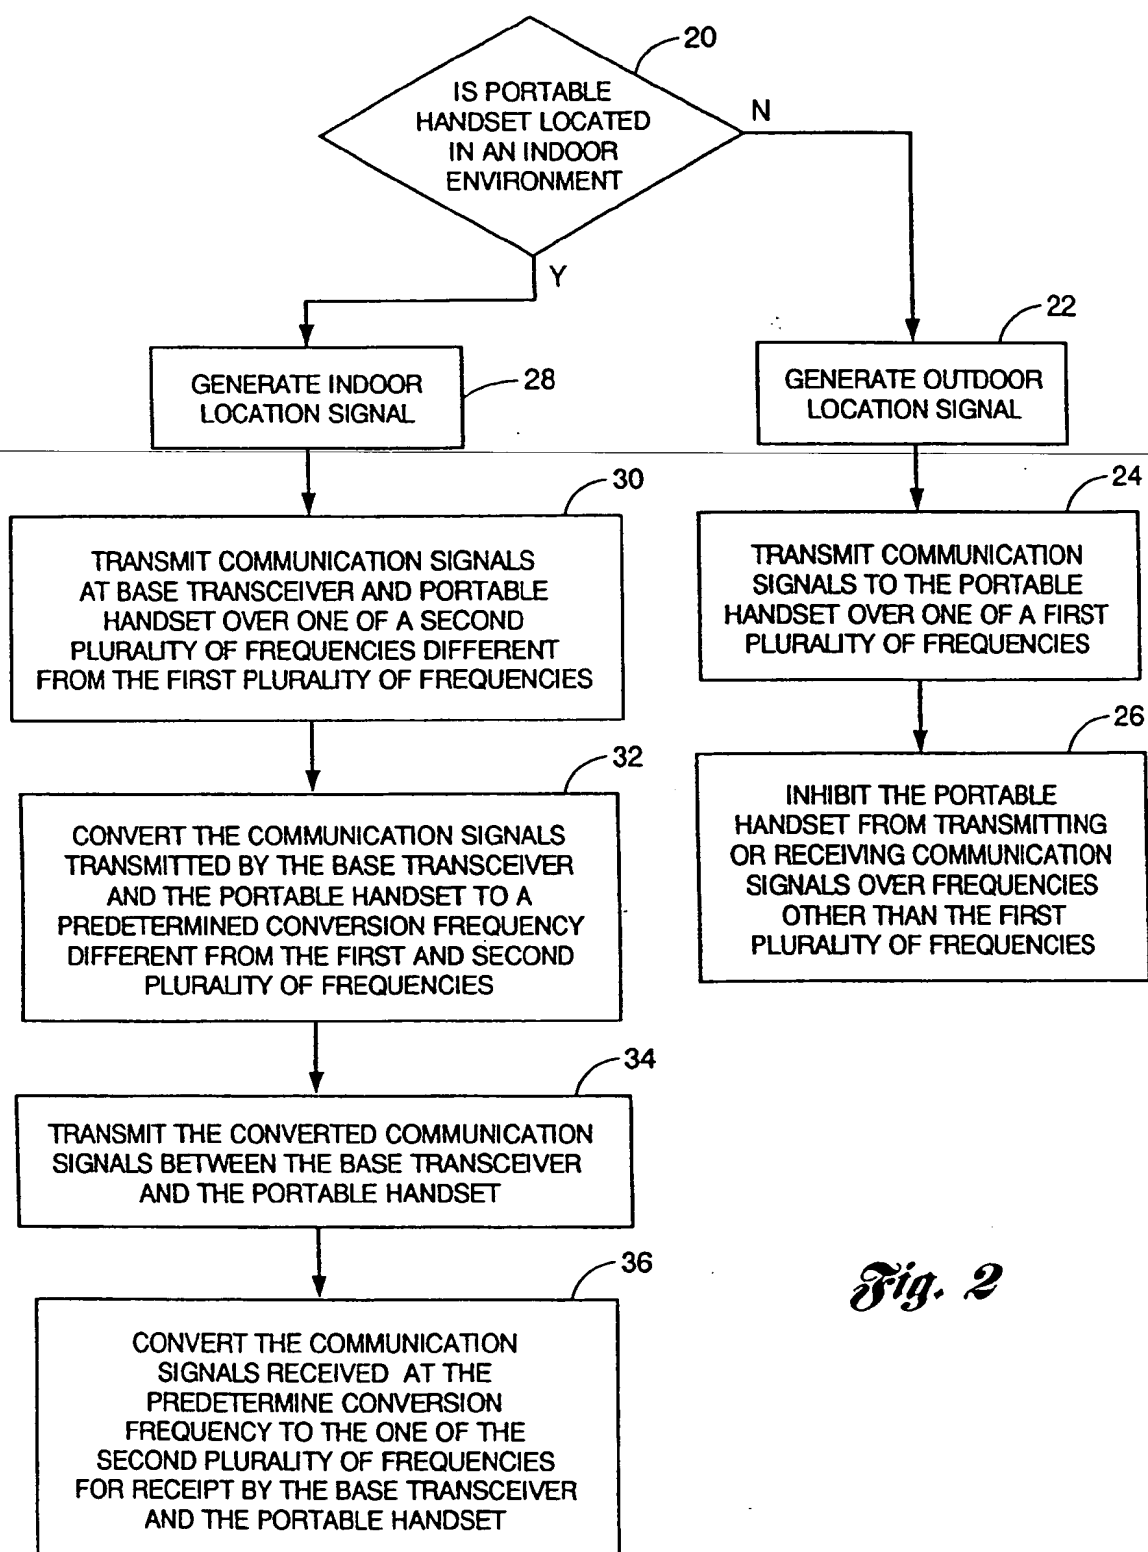 20
IS PORTABLE
HANDSET LOCATED
IN AN INDOOR
ENVIRONMENT
N
Y
22
GENERATE OUTDOOR
LOCATION SIGNAL
28
GENERATE INDOOR
LOCATION SIGNAL
24
TRANSMIT COMMUNICATION
SIGNALS TO THE PORTABLE
HANDSET OVER ONE OF A FIRST
PLURALITY OF FREQUENCIES
26
INHIBIT THE PORTABLE
HANDSET FROM TRANSMITTING
OR RECEIVING COMMUNICATION
SIGNALS OVER FREQUENCIES
OTHER THAN THE FIRST
PLURALITY OF FREQUENCIES
30
TRANSMIT COMMUNICATION SIGNALS
AT BASE TRANSCEIVER AND PORTABLE
HANDSET OVER ONE OF A SECOND
PLURALITY OF FREQUENCIES DIFFERENT
FROM THE FIRST PLURALITY OF FREQUENCIES
32
CONVERT THE COMMUNICATION SIGNALS
TRANSMITTED BY THE BASE TRANSCEIVER
AND THE PORTABLE HANDSET TO A
PREDETERMINED CONVERSION FREQUENCY
DIFFERENT FROM THE FIRST AND SECOND
PLURALITY OF FREQUENCIES
34
TRANSMIT THE CONVERTED COMMUNICATION
SIGNALS BETWEEN THE BASE TRANSCEIVER
AND THE PORTABLE HANDSET
36
CONVERT THE COMMUNICATION
SIGNALS RECEIVED AT THE
PREDETERMINE CONVERSION
FREQUENCY TO THE ONE OF THE
SECOND PLURALITY OF FREQUENCIES
FOR RECEIPT BY THE BASE TRANSCEIVER
AND THE PORTABLE HANDSET
Fig. 2